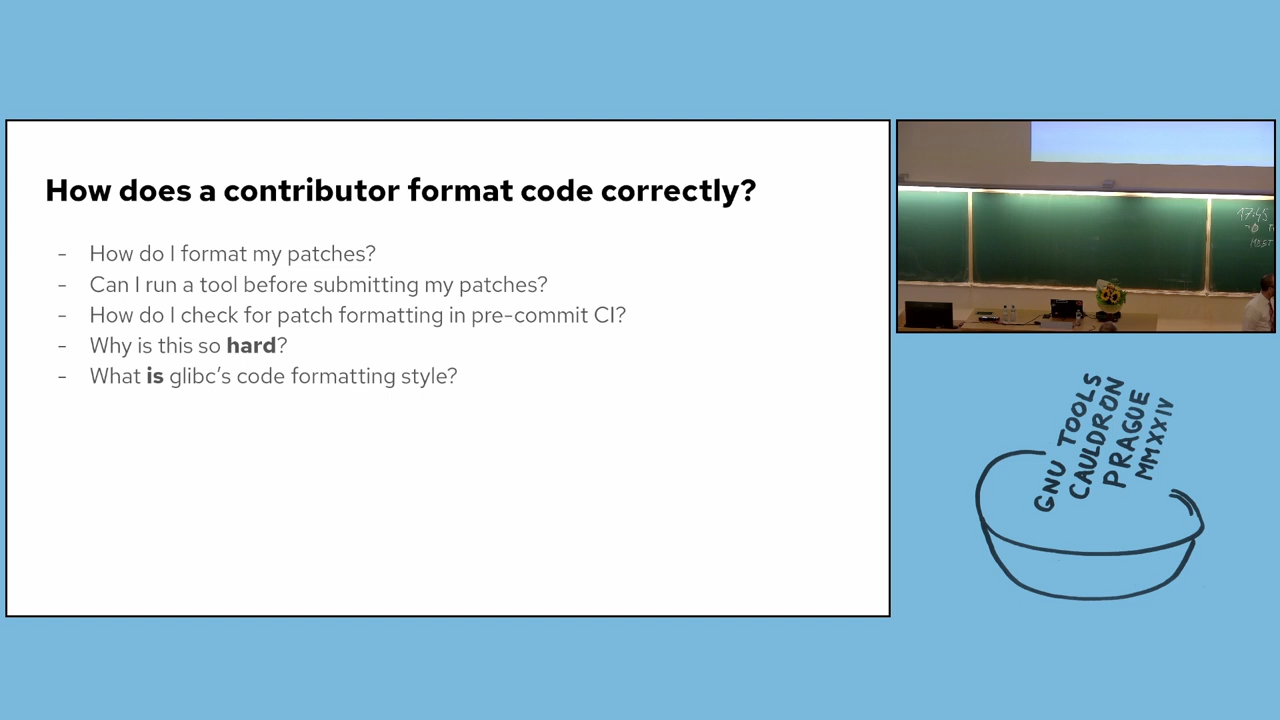 How does a contributor format code correctly?
- How do I format my patches?
- Can I run a tool before submitting my patches?
- How do I check for patch formatting in pre-commit CI?
- Why is this so hard?
- What is glibc's code formatting style?
17:45
GNU TOOLS
CAULDRON
PRAGUE
MMXXIV